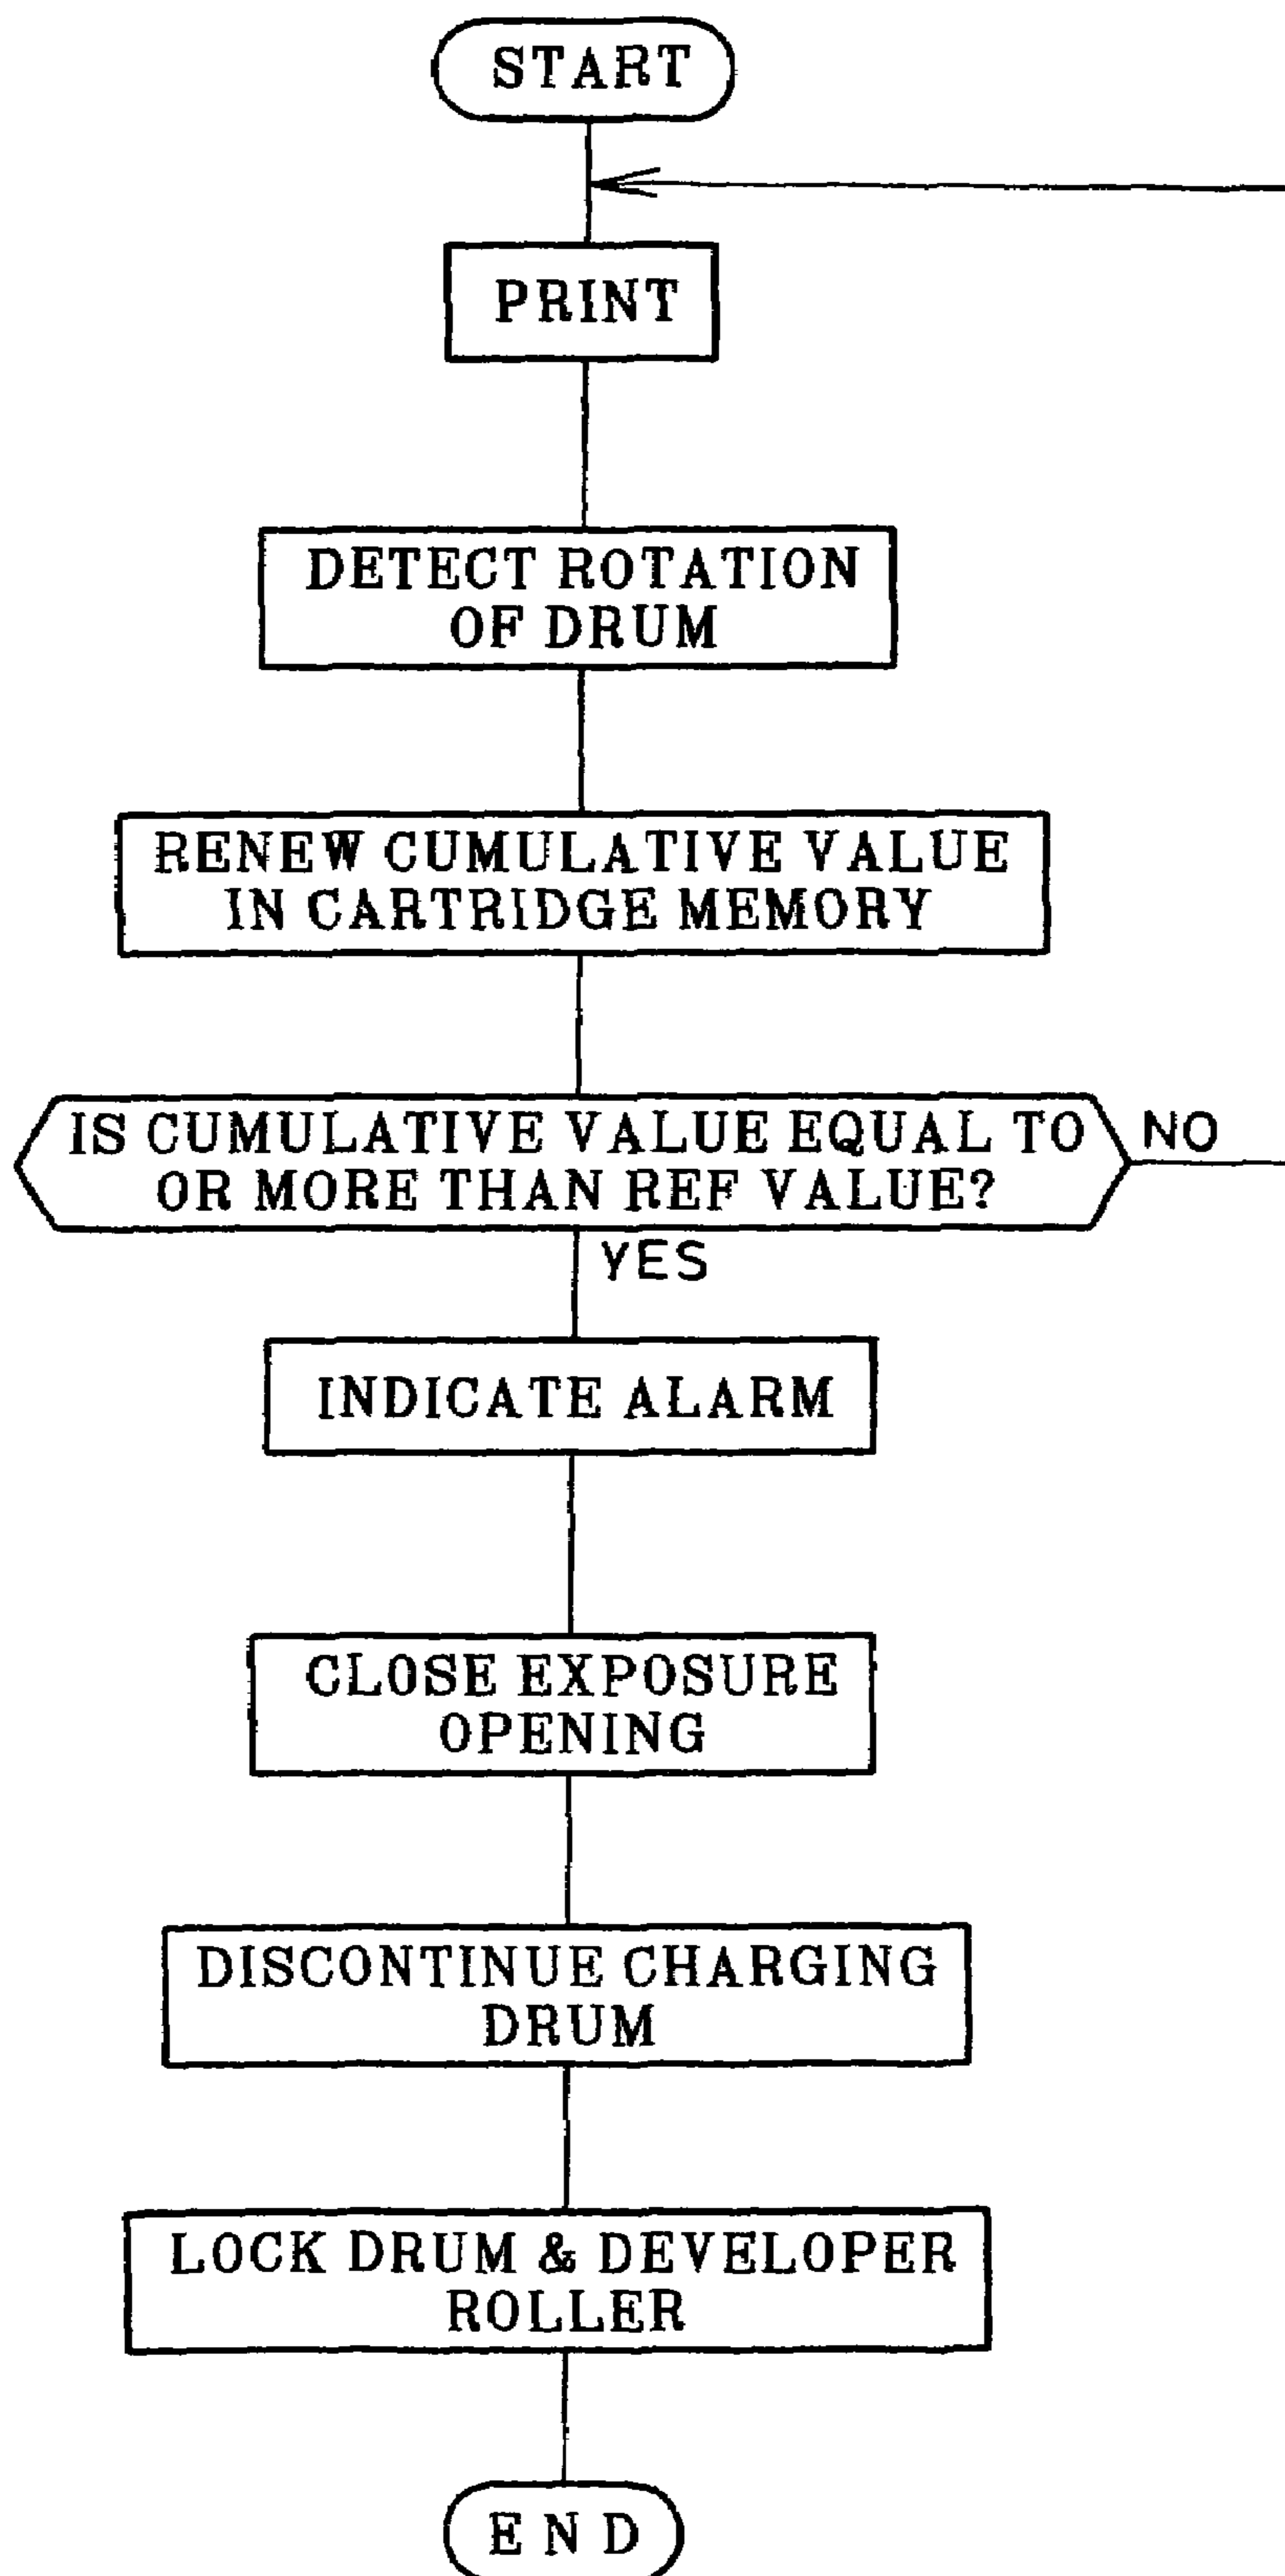 START
PRINT
DETECT ROTATION
OF DRUM
RENEW CUMULATIVE VALUE
IN CARTRIDGE MEMORY
IS CUMULATIVE VALUE EQUAL TO
OR MORE THAN REF VALUE?
NO
YES
INDICATE ALARM
CLOSE EXPOSURE
OPENING
DISCONTINUE CHARGING
DRUM
LOCK DRUM & DEVELOPER
ROLLER
END